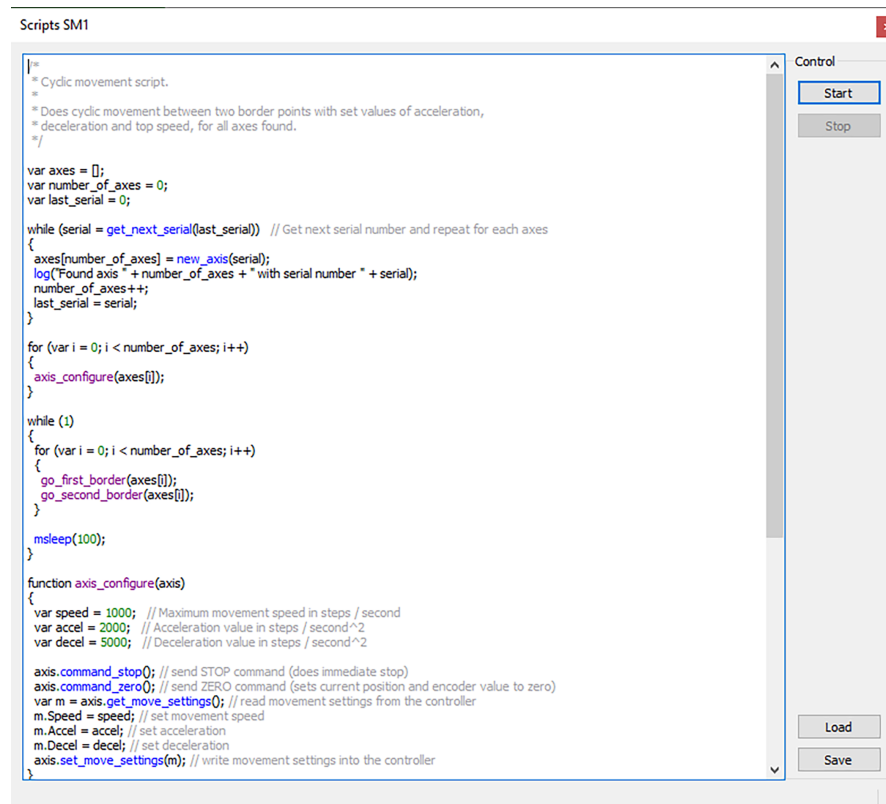 Scripts SM1
/*
* Cyclic movement script.
*
* Does cyclic movement between two border points with set values of acceleration,
* deceleration and top speed, for all axes found.
*/
var axes = [];
var number_of_axes = 0;
var last_serial = 0;
while (serial = get_next_serial(last_serial)) // Get next serial number and repeat for each axes
{
axes[number_of_axes] = new_axis(serial);
log("Found axis " + number_of_axes + " with serial number " + serial);
number_of_axes++;
last_serial = serial;
}
for (var i = 0; i < number_of_axes; i++)
{
axis_configure(axes[i]);
}
while (1)
{
for (var i = 0; i < number_of_axes; i++)
{
go_first_border(axes[i]);
go_second_border(axes[i]);
}
msleep(100);
}
function axis_configure(axis)
{
var speed = 1000; // Maximum movement speed in steps / second
var accel = 2000; // Acceleration value in steps / second^2
var decel = 5000; // Deceleration value in steps / second^2
axis.command_stop(); // send STOP command (does immediate stop)
axis.command_zero(); // send ZERO command (sets current position and encoder value to zero)
var m = axis.get_move_settings(); // read movement settings from the controller
m.Speed = speed; // set movement speed
m.Accel = accel; // set acceleration
m.Decel = decel; // set deceleration
axis.set_move_settings(m); // write movement settings into the controller
}
Control
Start
Stop
Load
Save